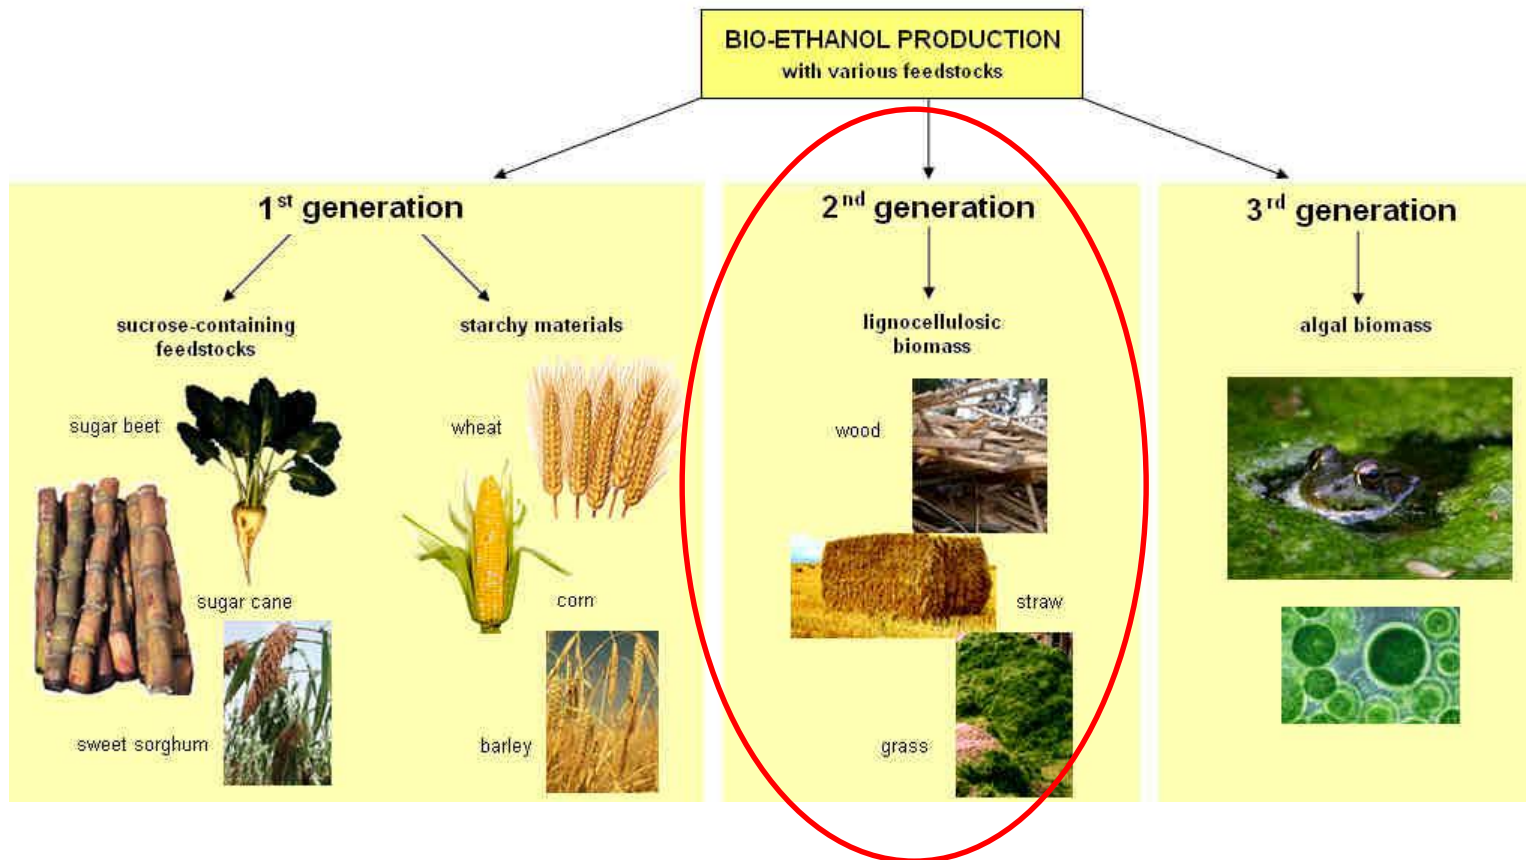 BIO-ETHANOL PRODUCTION
with various feedstocks
1st generation
sucrose-containing
feedstocks
sugar beet
sugar cane
sweet sorghum
starchy materials
wheat
corn
barley
2nd generation
lignocellulosic
biomass
wood
straw
grass
3rd generation
algal biomass